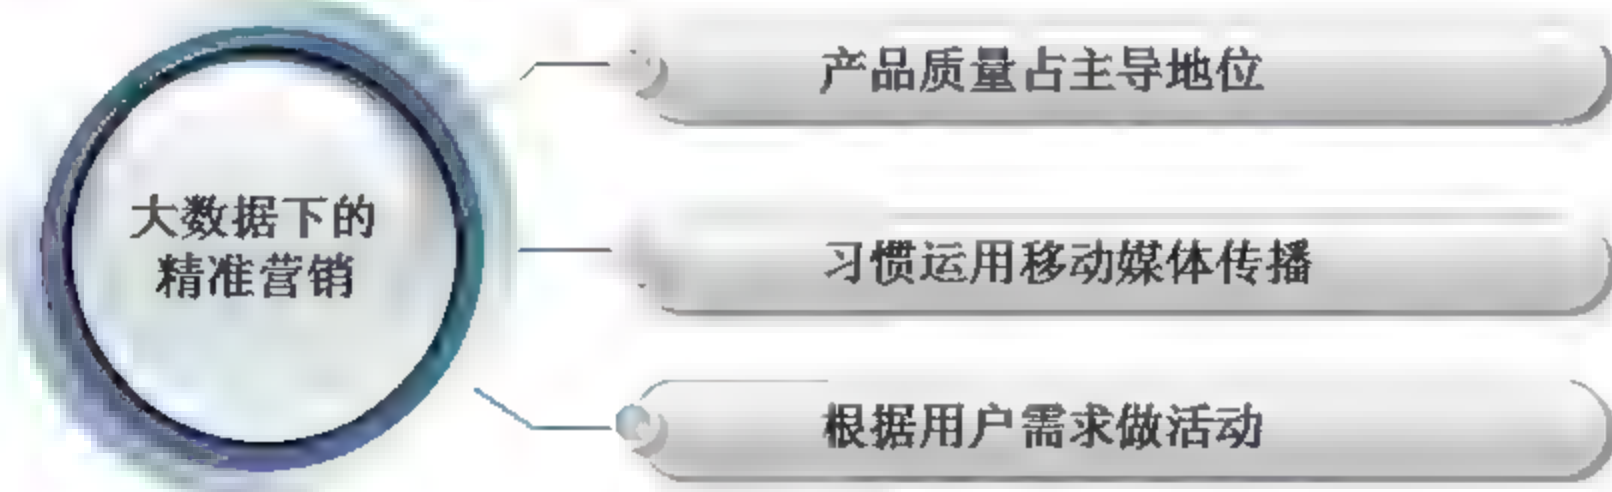 大数据下的
精准营销
产品质量占主导地位
习惯运用移动媒体传播
根据用户需求做活动